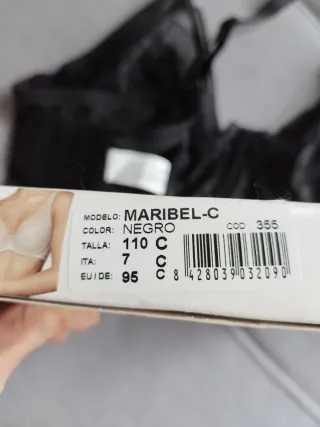 MODELO: MARIBEL-C
COLOR: NEGRO COD 355
TALLA: 110 C
ITA: 7 C
EU/DE: 95 C
8 428039 032090